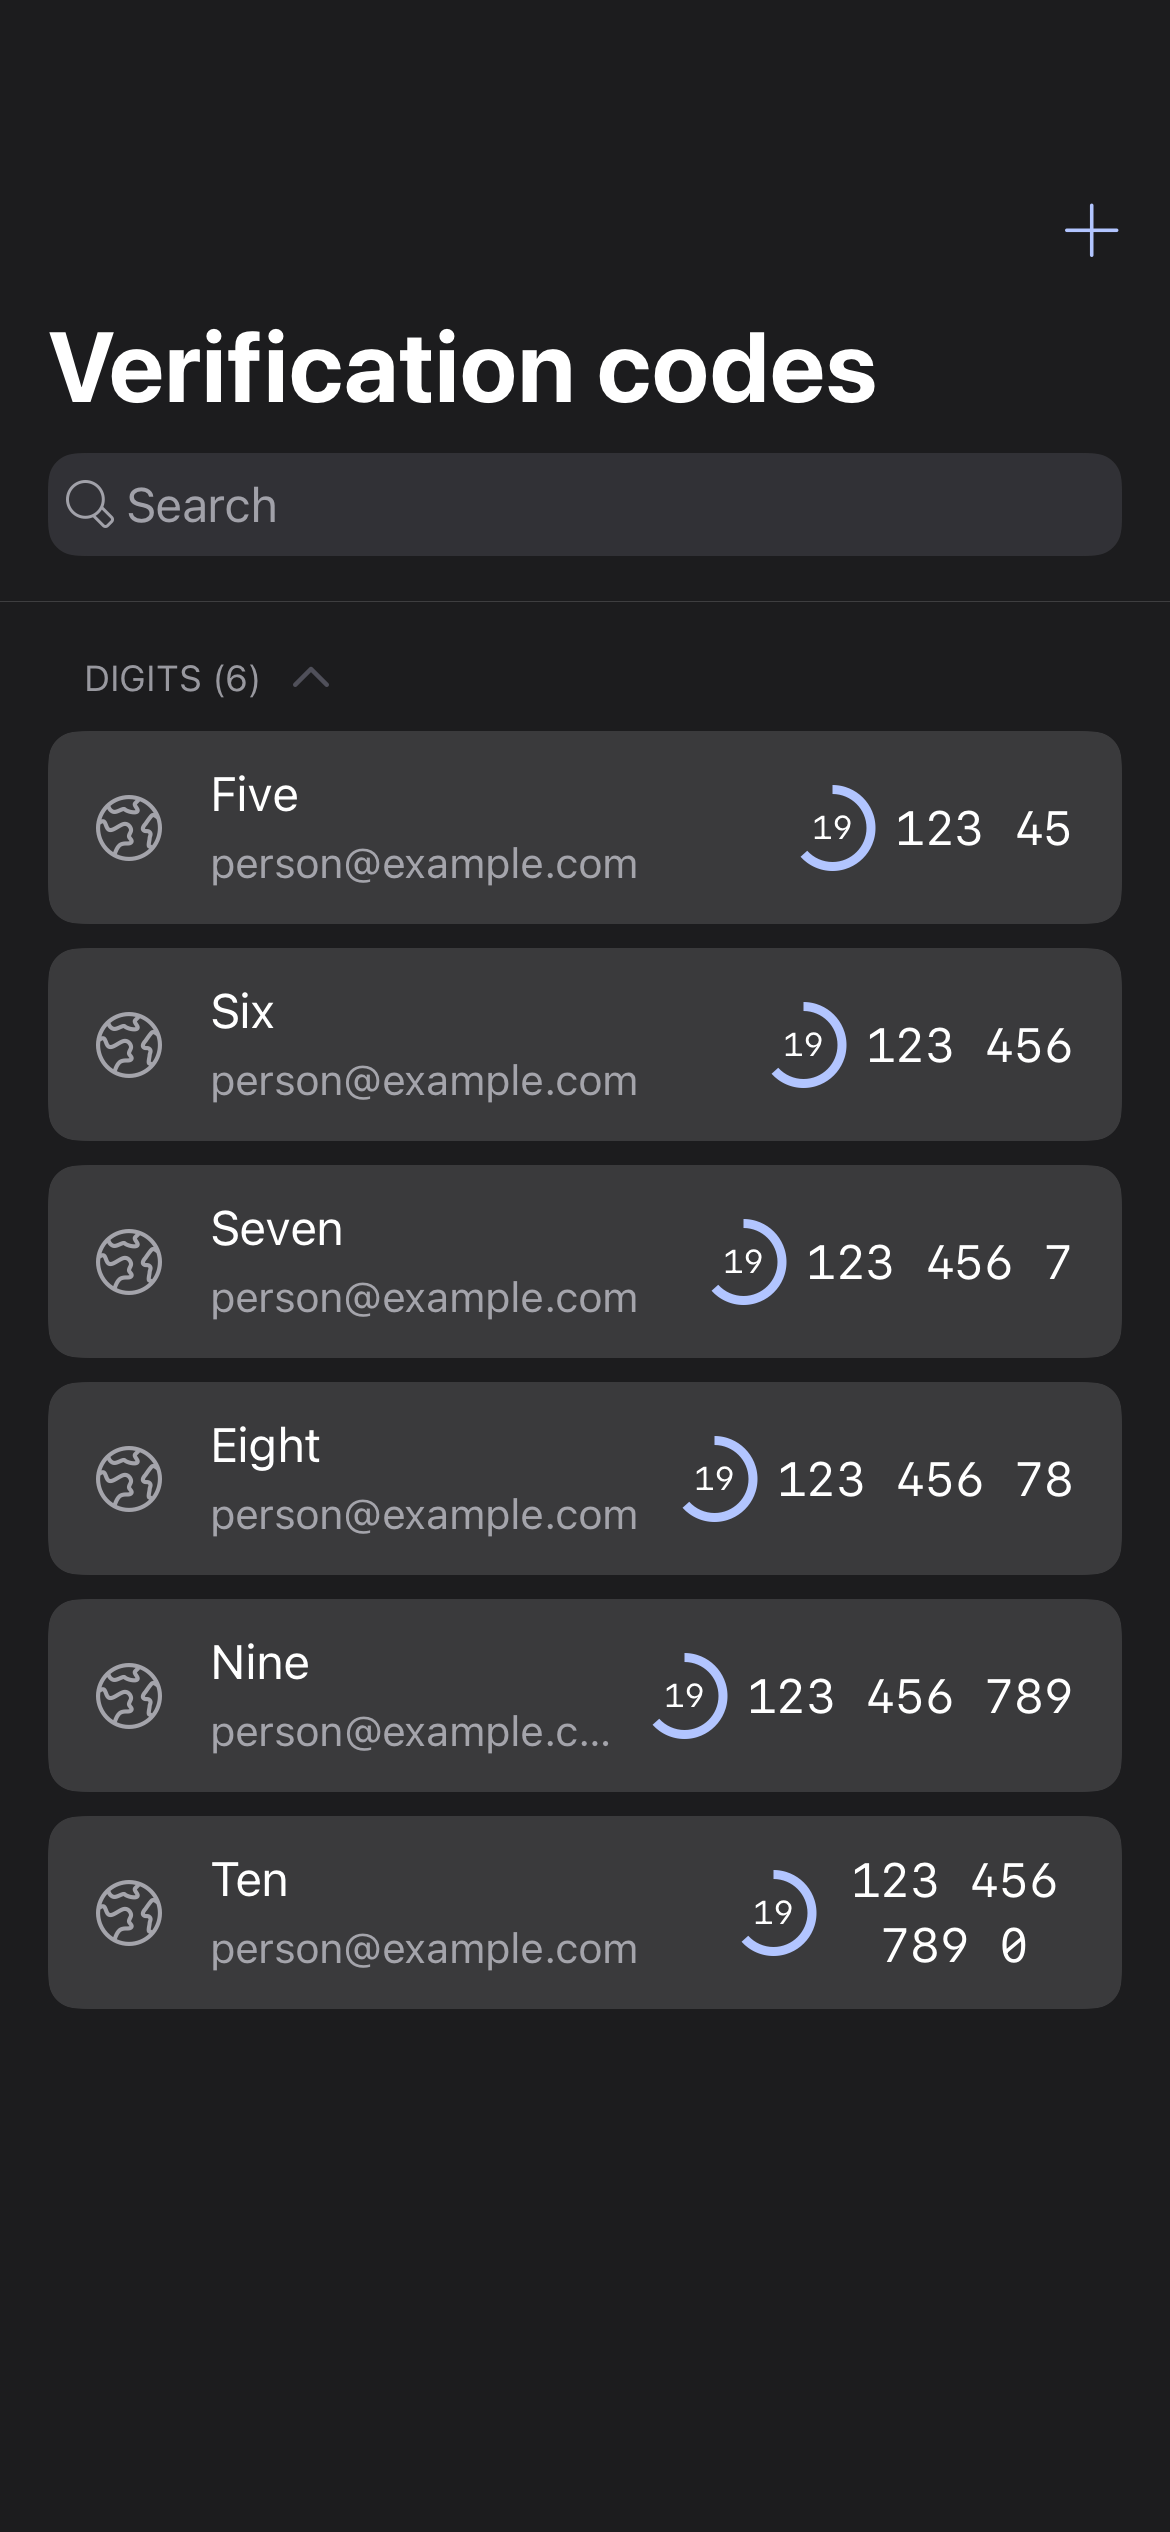 Verification codes
Search
DIGITS (6)
Five
person@example.com
19
123 45
Six
person@example.com
19
123 456
Seven
person@example.com
19
123 456 7
Eight
person@example.com
19
123 456 78
Nine
person@example.c...
19
123 456 789
Ten
person@example.com
19
123 456
789 0